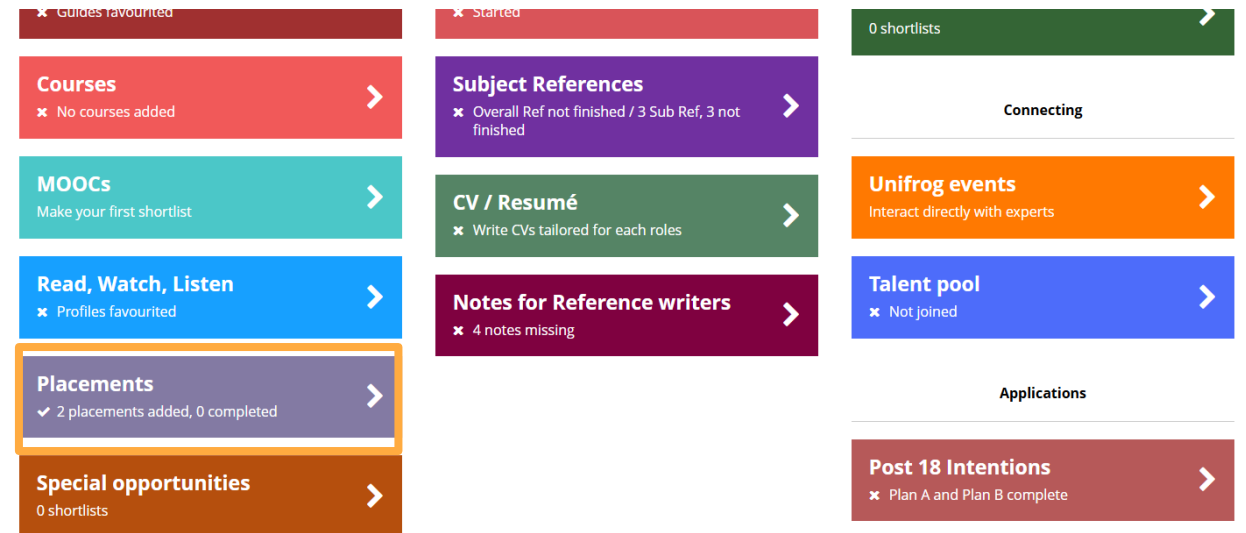 ✖ Guides favourited
Courses
✖ No courses added
MOOCs
Make your first shortlist
Read, Watch, Listen
✖ Profiles favourited
Placements
✔ 2 placements added, 0 completed
Special opportunities
0 shortlists
✖ Started
Subject References
✖ Overall Ref not finished / 3 Sub Ref, 3 not
finished
CV / Resumé
✖ Write CVs tailored for each roles
Notes for Reference writers
✖ 4 notes missing
0 shortlists
Connecting
Unifrog events
Interact directly with experts
Talent pool
✖ Not joined
Applications
Post 18 Intentions
✖ Plan A and Plan B complete